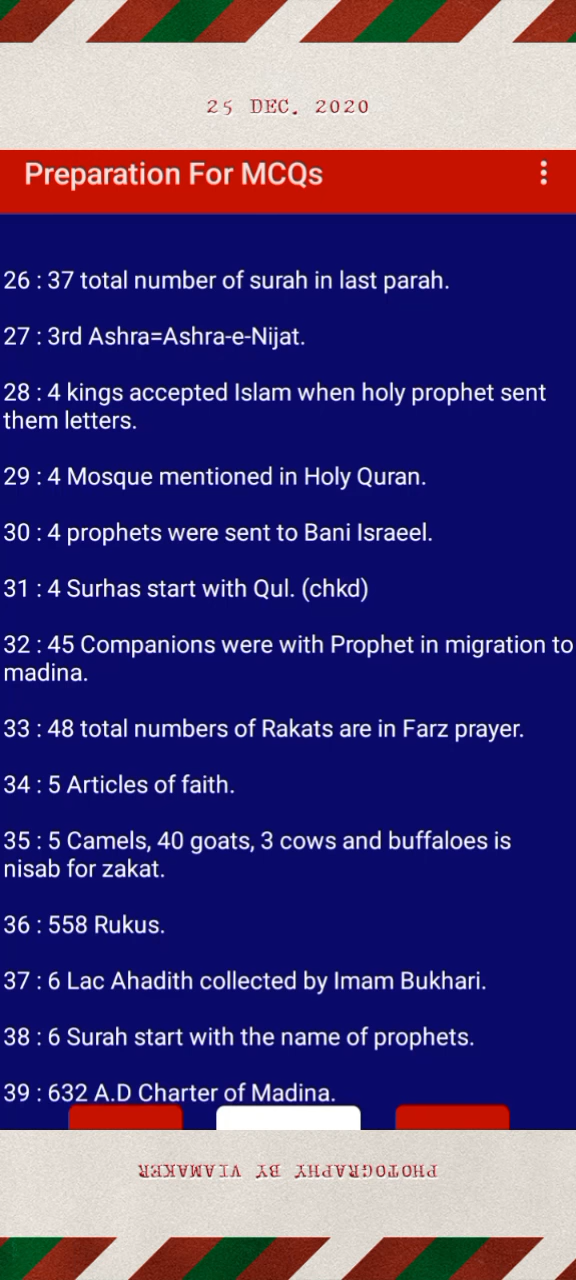 25 DEC. 2020
Preparation For MCQs
26 : 37 total number of surah in last parah.
27 : 3rd Ashra=Ashra-e-Nijat.
28 : 4 kings accepted Islam when holy prophet sent
them letters.
29 : 4 Mosque mentioned in Holy Quran.
30 : 4 prophets were sent to Bani Israeel.
31 : 4 Surhas start with Qul. (chkd)
32 : 45 Companions were with Prophet in migration to
madina.
33 : 48 total numbers of Rakats are in Farz prayer.
34 : 5 Articles of faith.
35 : 5 Camels, 40 goats, 3 cows and buffaloes is
nisab for zakat.
36 : 558 Rukus.
37 : 6 Lac Ahadith collected by Imam Bukhari.
38 : 6 Surah start with the name of prophets.
39 : 632 A.D Charter of Madina.
PHOTOGRAPHY BY VIAMAKER